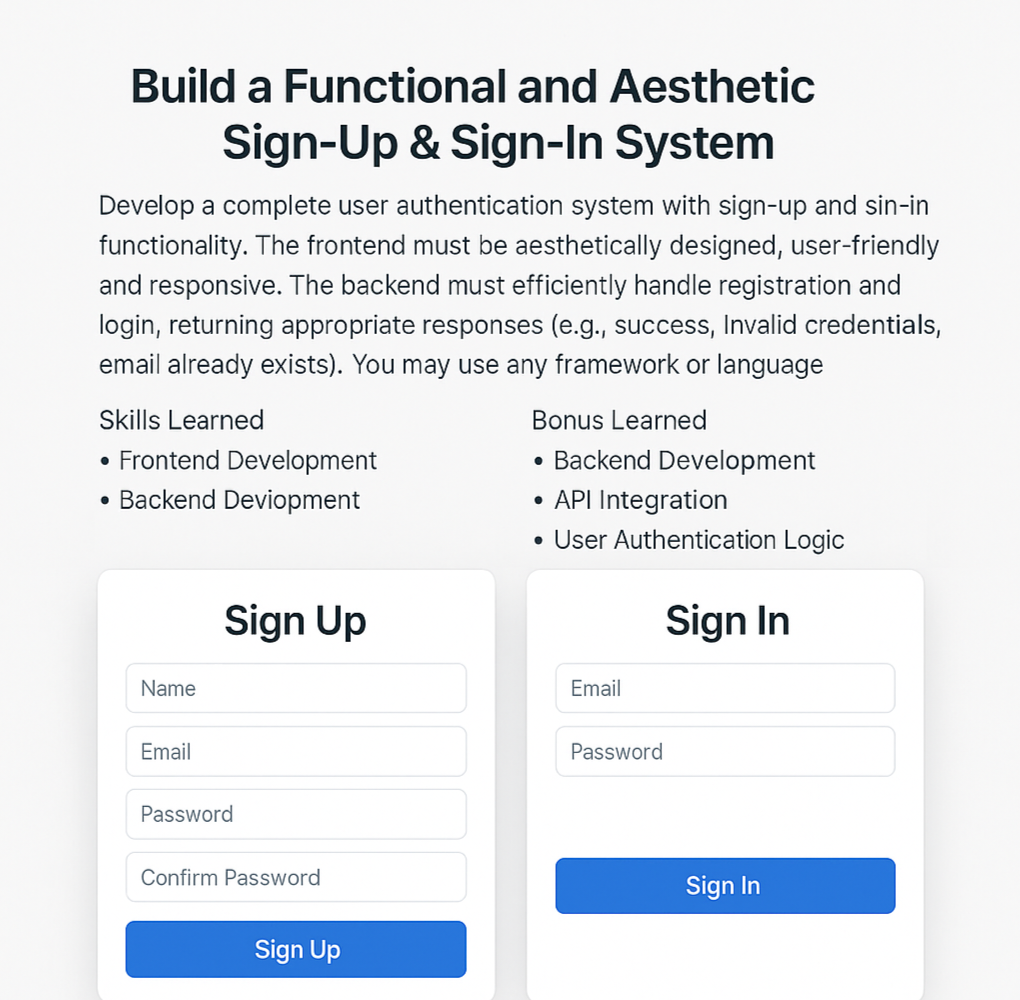 Build a Functional and Aesthetic
Sign-Up & Sign-In System
Develop a complete user authentication system with sign-up and sin-in
functionality. The frontend must be aesthetically designed, user-friendly
and responsive. The backend must efficiently handle registration and
login, returning appropriate responses (e.g., success, Invalid credentials,
email already exists). You may use any framework or language
Skills Learned
• Frontend Development
• Backend Deviopment
Bonus Learned
• Backend Development
• API Integration
• User Authentication Logic
Sign Up
Name
Email
Password
Confirm Password
Sign Up
Sign In
Email
Password
Sign In